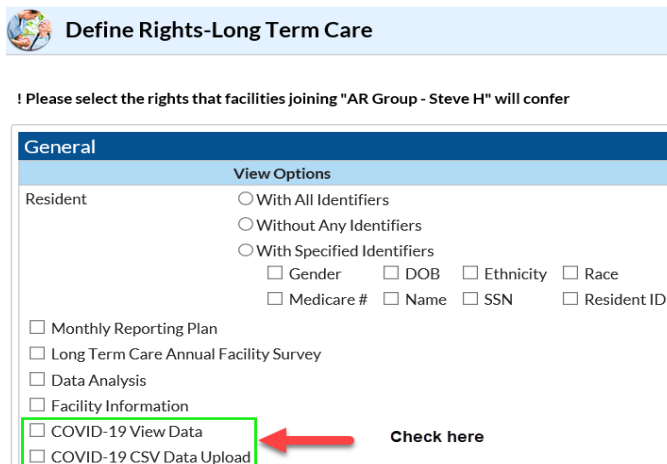 Define Rights-Long Term Care
! Please select the rights that facilities joining "AR Group - Steve H" will confer
General
View Options
Resident
With All Identifiers
Without Any Identifiers
With Specified Identifiers
Gender DOB Ethnicity Race
Medicare # Name SSN Resident ID
Monthly Reporting Plan
Long Term Care Annual Facility Survey
Data Analysis
Facility Information
COVID-19 View Data
Check here
COVID-19 CSV Data Upload